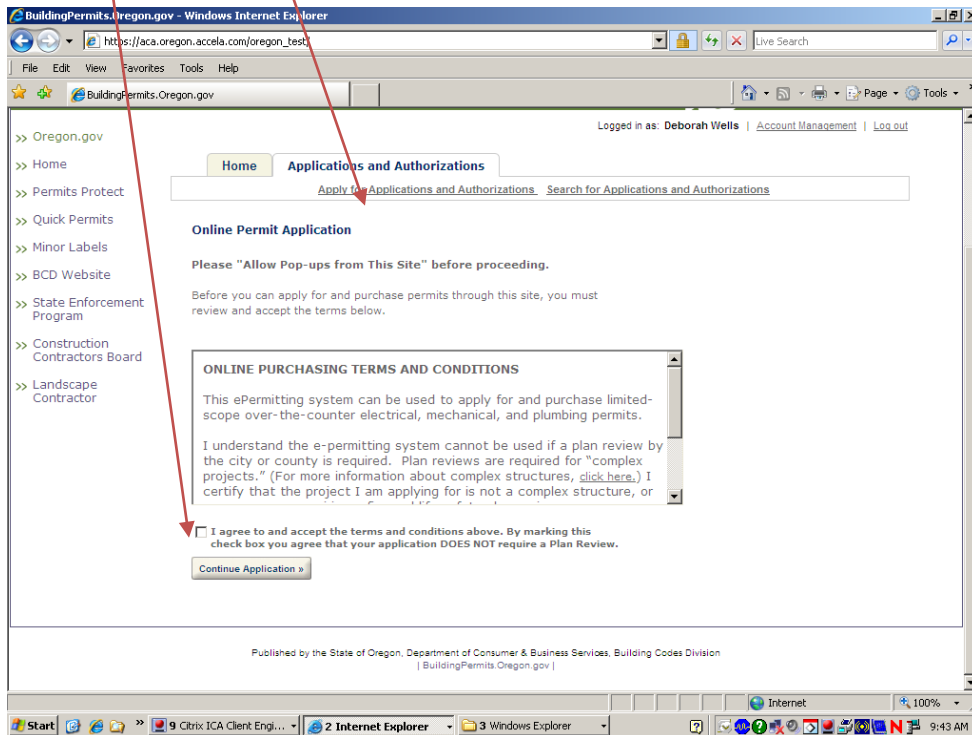 BuildingPermits.Oregon.gov - Windows Internet Explorer
https://aca.oregon.accela.com/oregon_test/
Live Search
File Edit View Favorites Tools Help
BuildingPermits.Oregon.gov
Page Tools
Logged in as: Deborah Wells | Account Management | Log out
>> Oregon.gov
>> Home
>> Permits Protect
>> Quick Permits
>> Minor Labels
>> BCD Website
>> State Enforcement
Program
>> Construction
Contractors Board
>> Landscape
Contractor
Home Applications and Authorizations
Apply for Applications and Authorizations Search for Applications and Authorizations
Online Permit Application
Please "Allow Pop-ups from This Site" before proceeding.
Before you can apply for and purchase permits through this site, you must
review and accept the terms below.
ONLINE PURCHASING TERMS AND CONDITIONS
This ePermitting system can be used to apply for and purchase limited-
scope over-the-counter electrical, mechanical, and plumbing permits.
I understand the e-permitting system cannot be used if a plan review by
the city or county is required. Plan reviews are required for “complex
projects.” (For more information about complex structures, click here.) I
certify that the project I am applying for is not a complex structure, or
I agree to and accept the terms and conditions above. By marking this
check box you agree that your application DOES NOT require a Plan Review.
Continue Application »
Published by the State of Oregon, Department of Consumer & Business Services, Building Codes Division
| BuildingPermits.Oregon.gov |
Internet 100%
Start » 9 Citrix ICA Client Engi... 2 Internet Explorer 3 Windows Explorer 9:43 AM